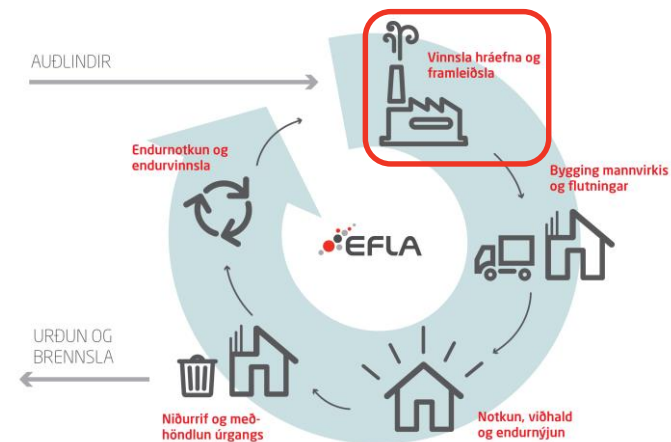 AUÐLINDIR
Vinnsla hráefna og
framleiðsla
Bygging mannvirkis
og flutningar
Notkun, viðhald
og endurnýjun
Niðurrif og með-
höndlun úrgangs
URÐUN OG
BRENNSLA
Endurnotkun og
endurvinnsla
EFLA